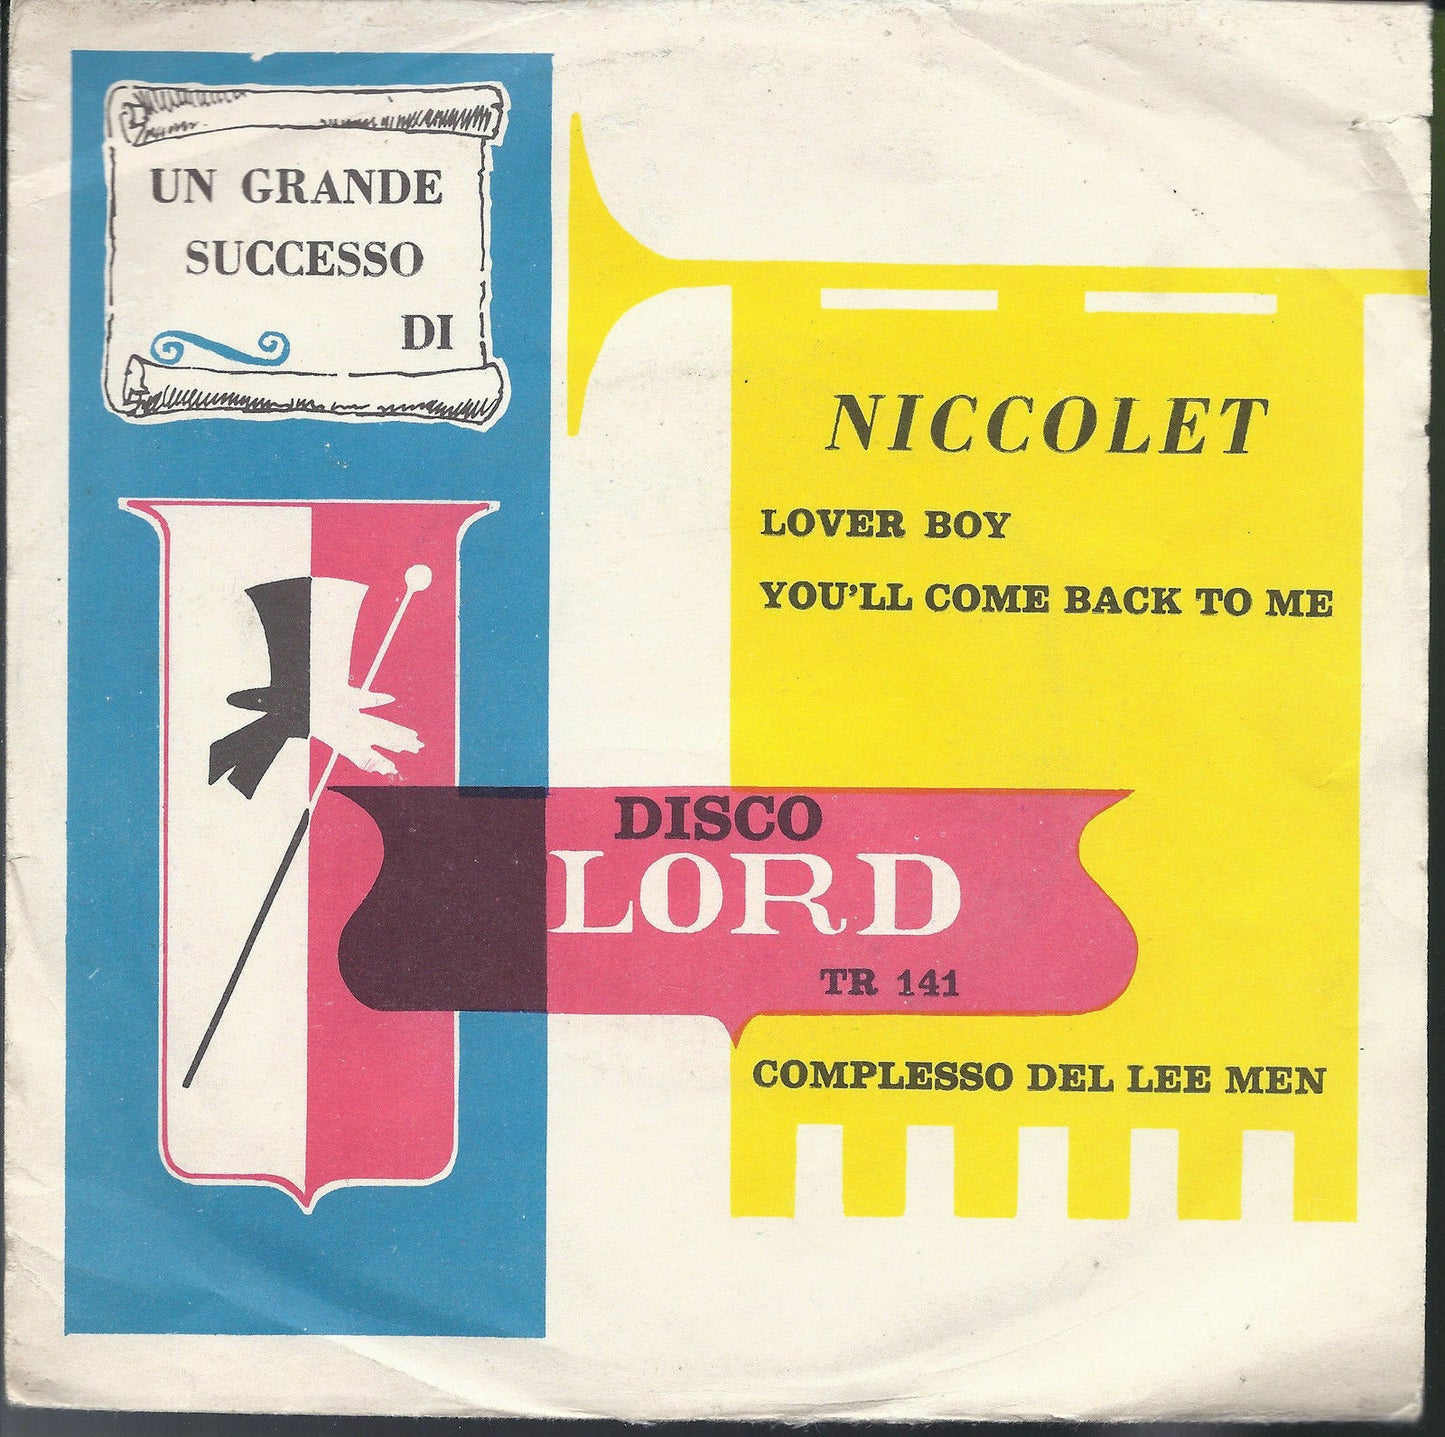 UN GRANDE
SUCCESSO
DI
NICCOLET
LOVER BOY
YOU'LL COME BACK TO ME
DISCO
LORD
TR 141
COMPLESSO DEL LEE MEN